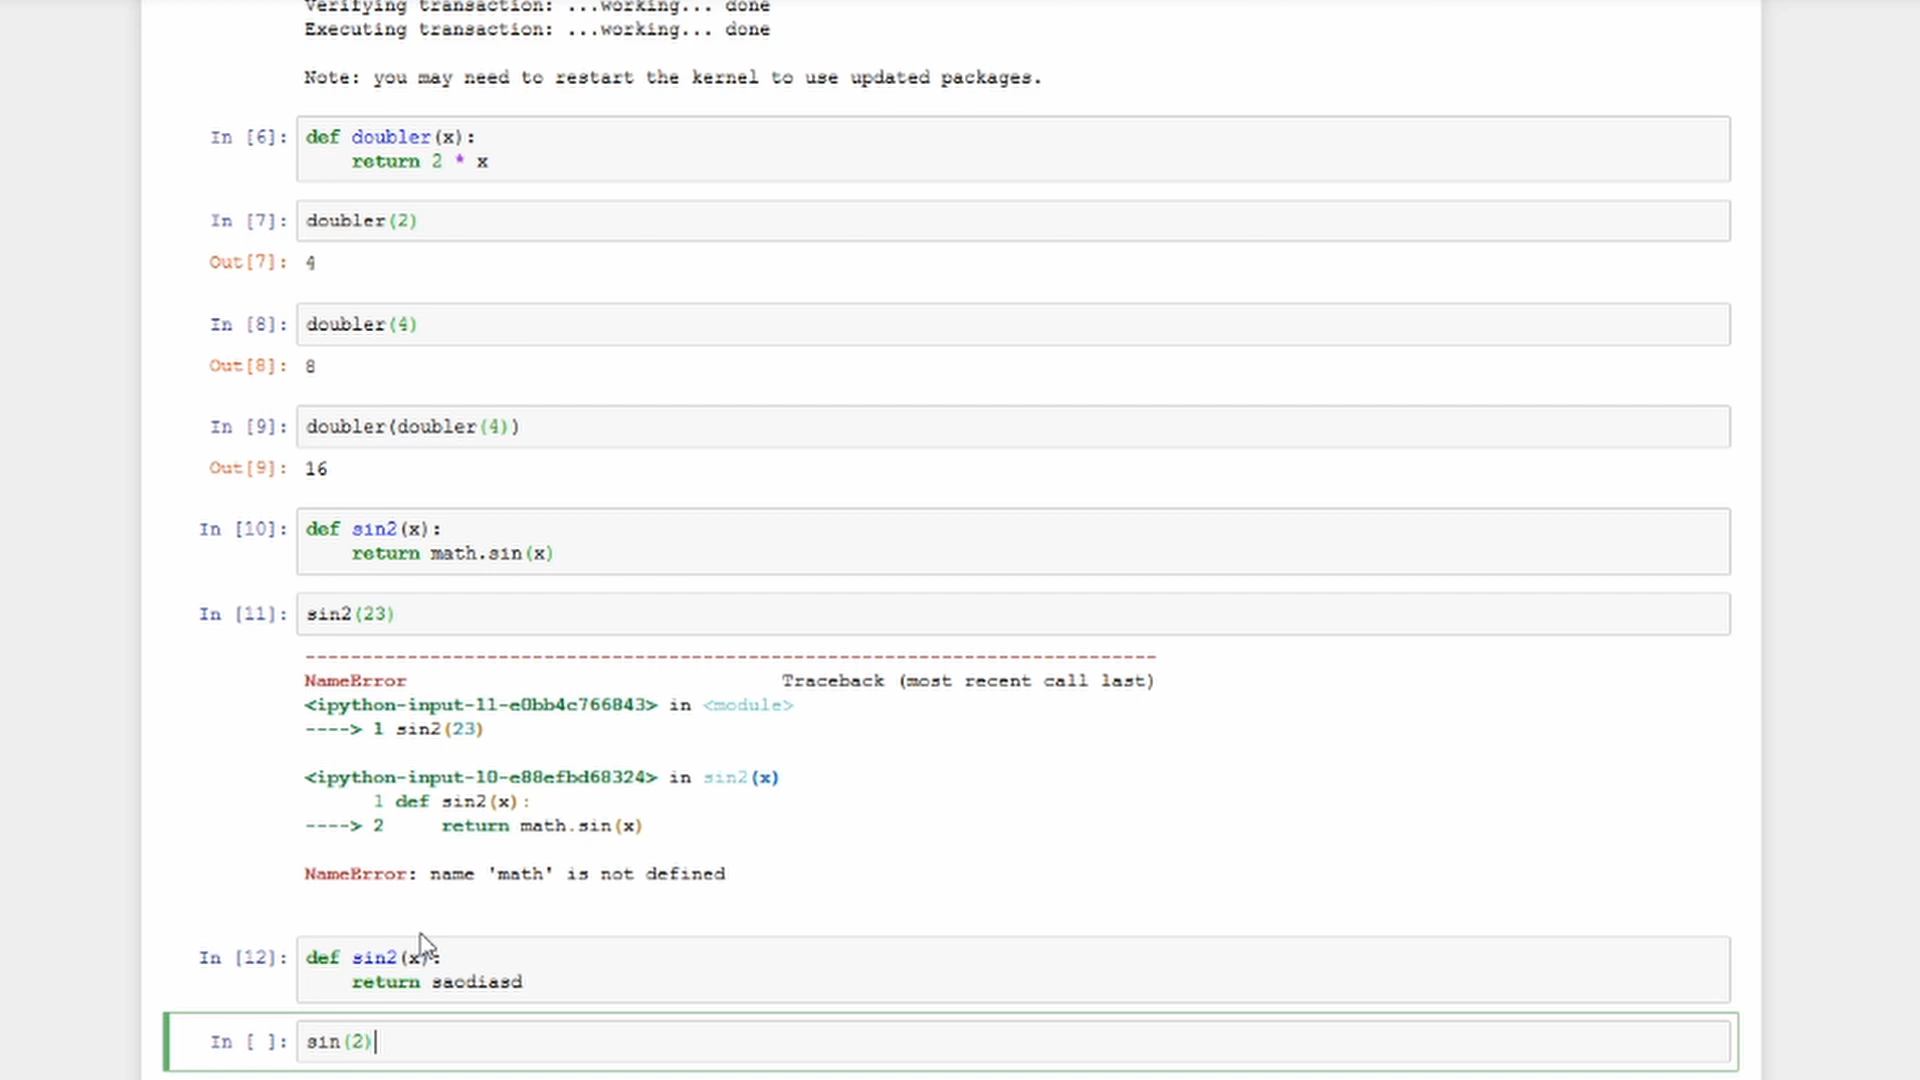 Verifying transaction: ...working... done
Executing transaction: ...working... done
Note: you may need to restart the kernel to use updated packages.
In [6]: def doubler(x):
return 2 * x
In [7]: doubler(2)
Out[7]: 4
In [8]: doubler(4)
Out[8]: 8
In [9]: doubler(doubler(4))
Out[9]: 16
In [10]: def sin2(x):
return math.sin(x)
In [11]: sin2(23)
---------------------------------------------------------------------------
NameError Traceback (most recent call last)
<ipython-input-11-e0bb4c766843> in <module>
----> 1 sin2(23)
<ipython-input-10-e88efbd68324> in sin2(x)
1 def sin2(x):
----> 2 return math.sin(x)
NameError: name 'math' is not defined
In [12]: def sin2(x):
return saodiasd
In [ ]: sin(2)